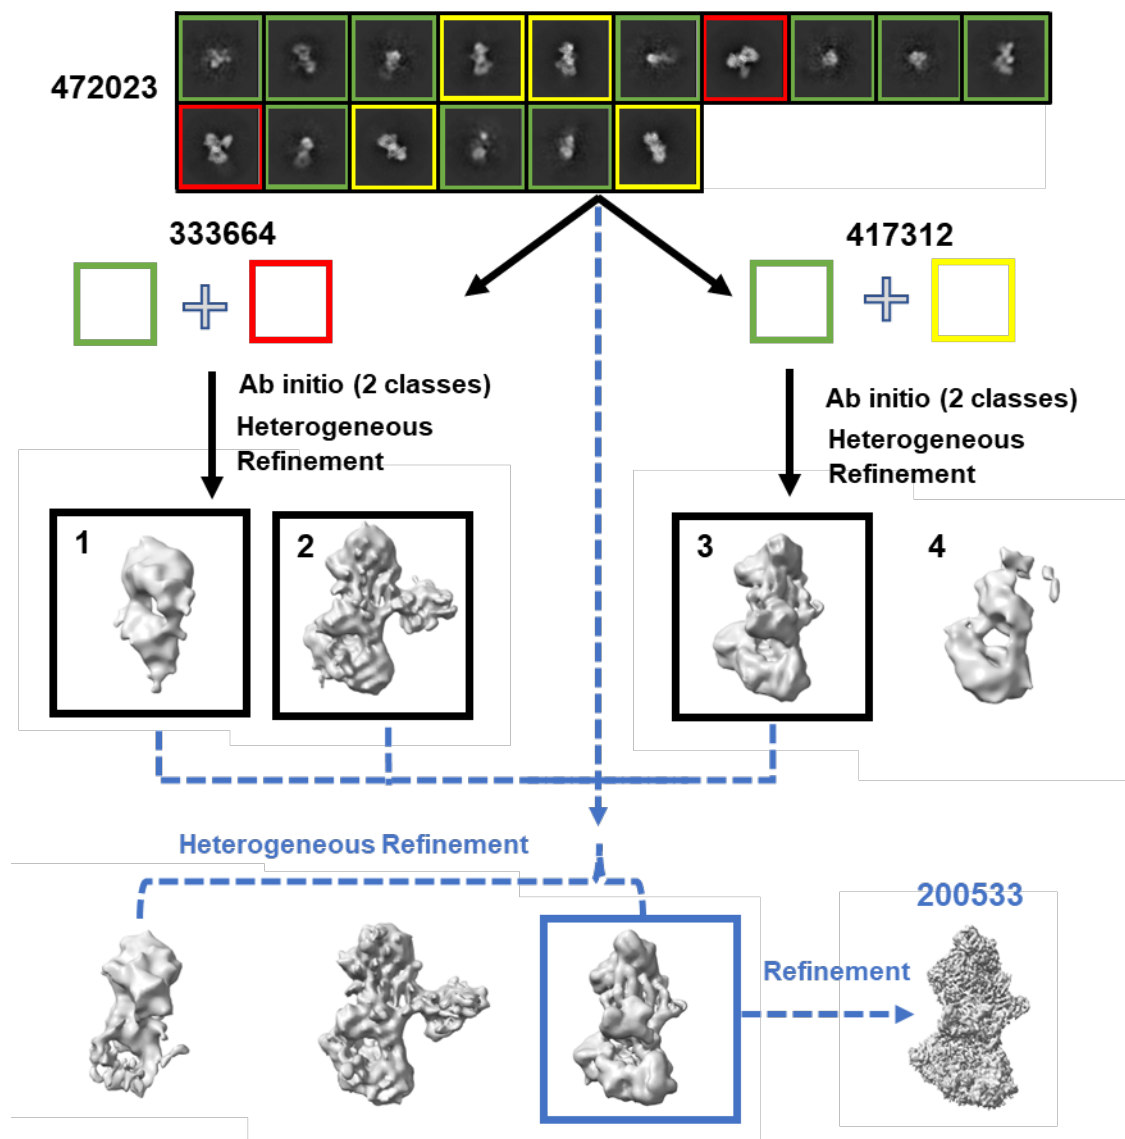 472023
333664
417312
Ab initio (2 classes)
Heterogeneous
Refinement
Ab initio (2 classes)
Heterogeneous
Refinement
1
2
3
4
Heterogeneous Refinement
200533
Refinement